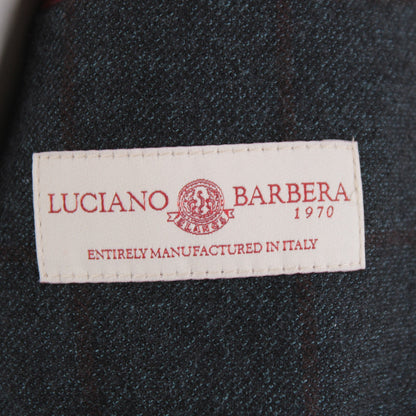 LUCIANO BARBERA
1970
ENTIRELY MANUFACTURED IN ITALY